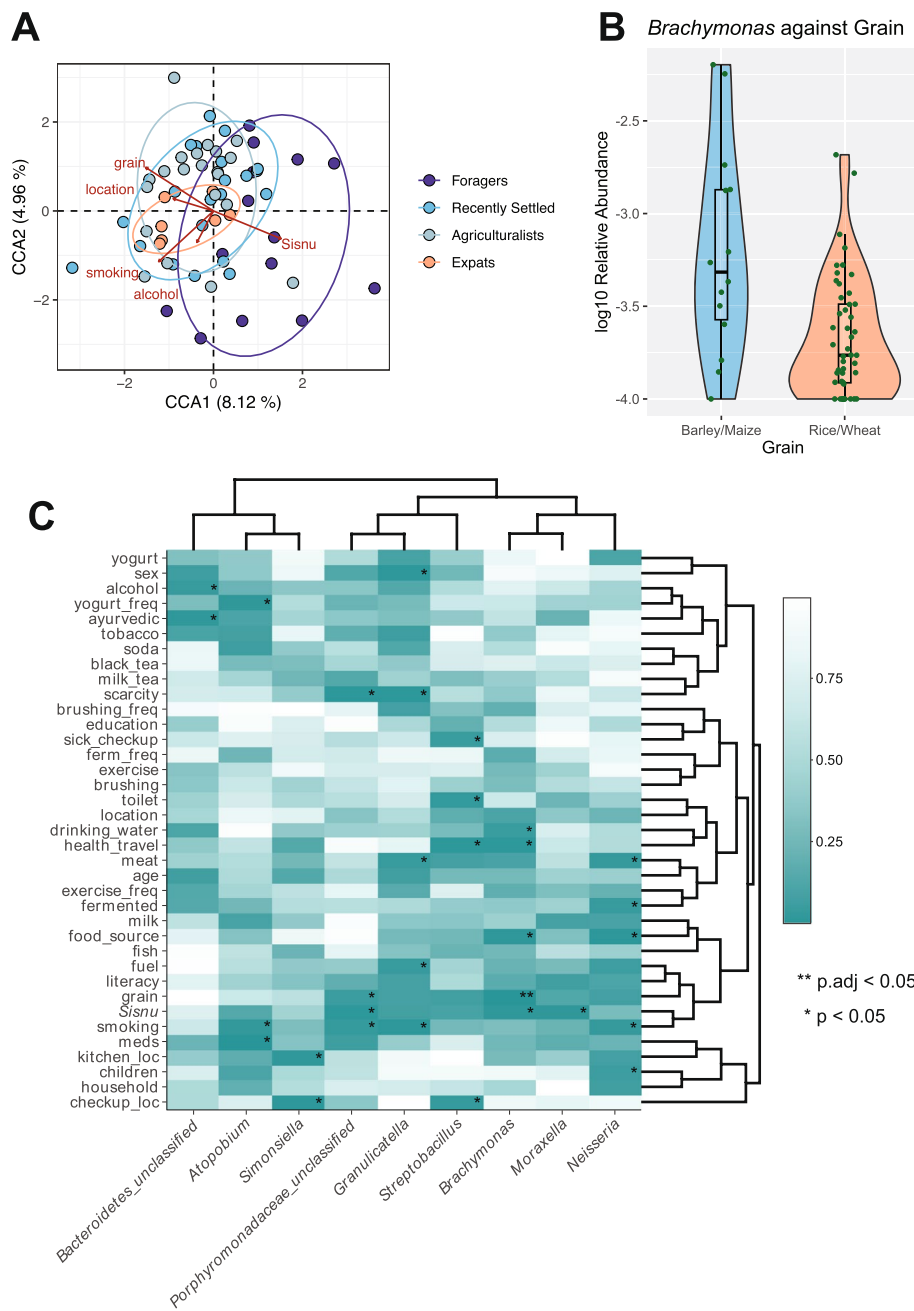 A
CCA2 (4.96 %)
2
0
−2
grain
location
smoking
alcohol
Sisnu
−2
0
2
CCA1 (8.12 %)
Foragers
Recently Settled
Agriculturalists
Expats
B
Brachymonas against Grain
log10 Relative Abundance
-2.5
-3.0
-3.5
-4.0
Barley/Maize
Rice/Wheat
Grain
C
yogurt
sex
*
alcohol
*
yogurt_freq
*
ayurvedic
*
tobacco
soda
black_tea
milk_tea
scarcity
* *
brushing_freq
education
sick_checkup
*
ferm_freq
exercise
brushing
toilet
*
location
drinking_water
*
health_travel
* *
meat
* *
age
exercise_freq
fermented
*
milk
food_source
* *
fish
fuel
*
literacy
grain
* **
Sisnu
* * *
smoking
* * * *
meds
*
kitchen_loc
*
children
*
household
checkup_loc
* *
Bacteroidetes_unclassified
Atopobium
Simonsiella
Porphyromonadaceae_unclassified
Granulicatella
Streptobacillus
Brachymonas
Moraxella
Neisseria
0.75
0.50
0.25
** p.adj < 0.05
* p < 0.05